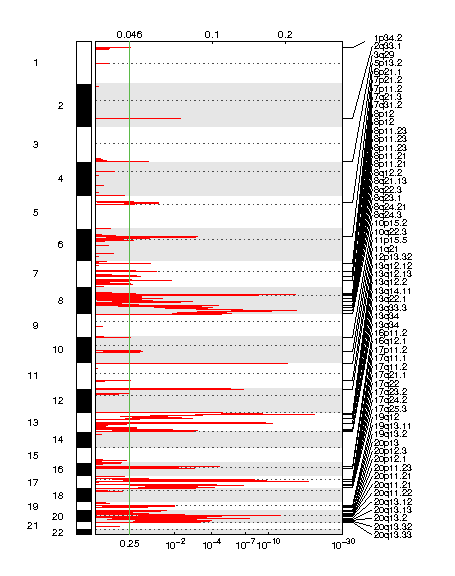 0.046 0.1 0.2
1
2
3
4
5
6
7
8
9
10
11
12
13
14
15
16
17
18
19
20
21
22
1p34.2
2q33.1
3q29
5p13.2
6p21.1
7p21.2
7p11.2
7q21.3
7q31.2
8p12
8p12
8p11.23
8p11.23
8p11.23
8p11.21
8p11.21
8q12.2
8q21.13
8q22.3
8q23.1
8q24.21
8q24.3
10p15.2
10q22.3
11p15.5
11q21
12p13.32
13q12.12
13q12.13
13q12.2
13q14.11
13q22.1
13q33.3
13q34
13q34
16p11.2
16q12.1
17p11.2
17q11.1
17q11.2
17q21.1
17q22
17q23.2
17q24.2
17q25.3
19q12
19q13.11
19q13.2
20p13
20p12.3
20p12.1
20p11.23
20p11.21
20q11.21
20q11.22
20q13.12
20q13.13
20q13.2
20q13.32
20q13.33
0.25 10⁻² 10⁻⁴ 10⁻⁷ 10⁻¹⁰ 10⁻³⁰